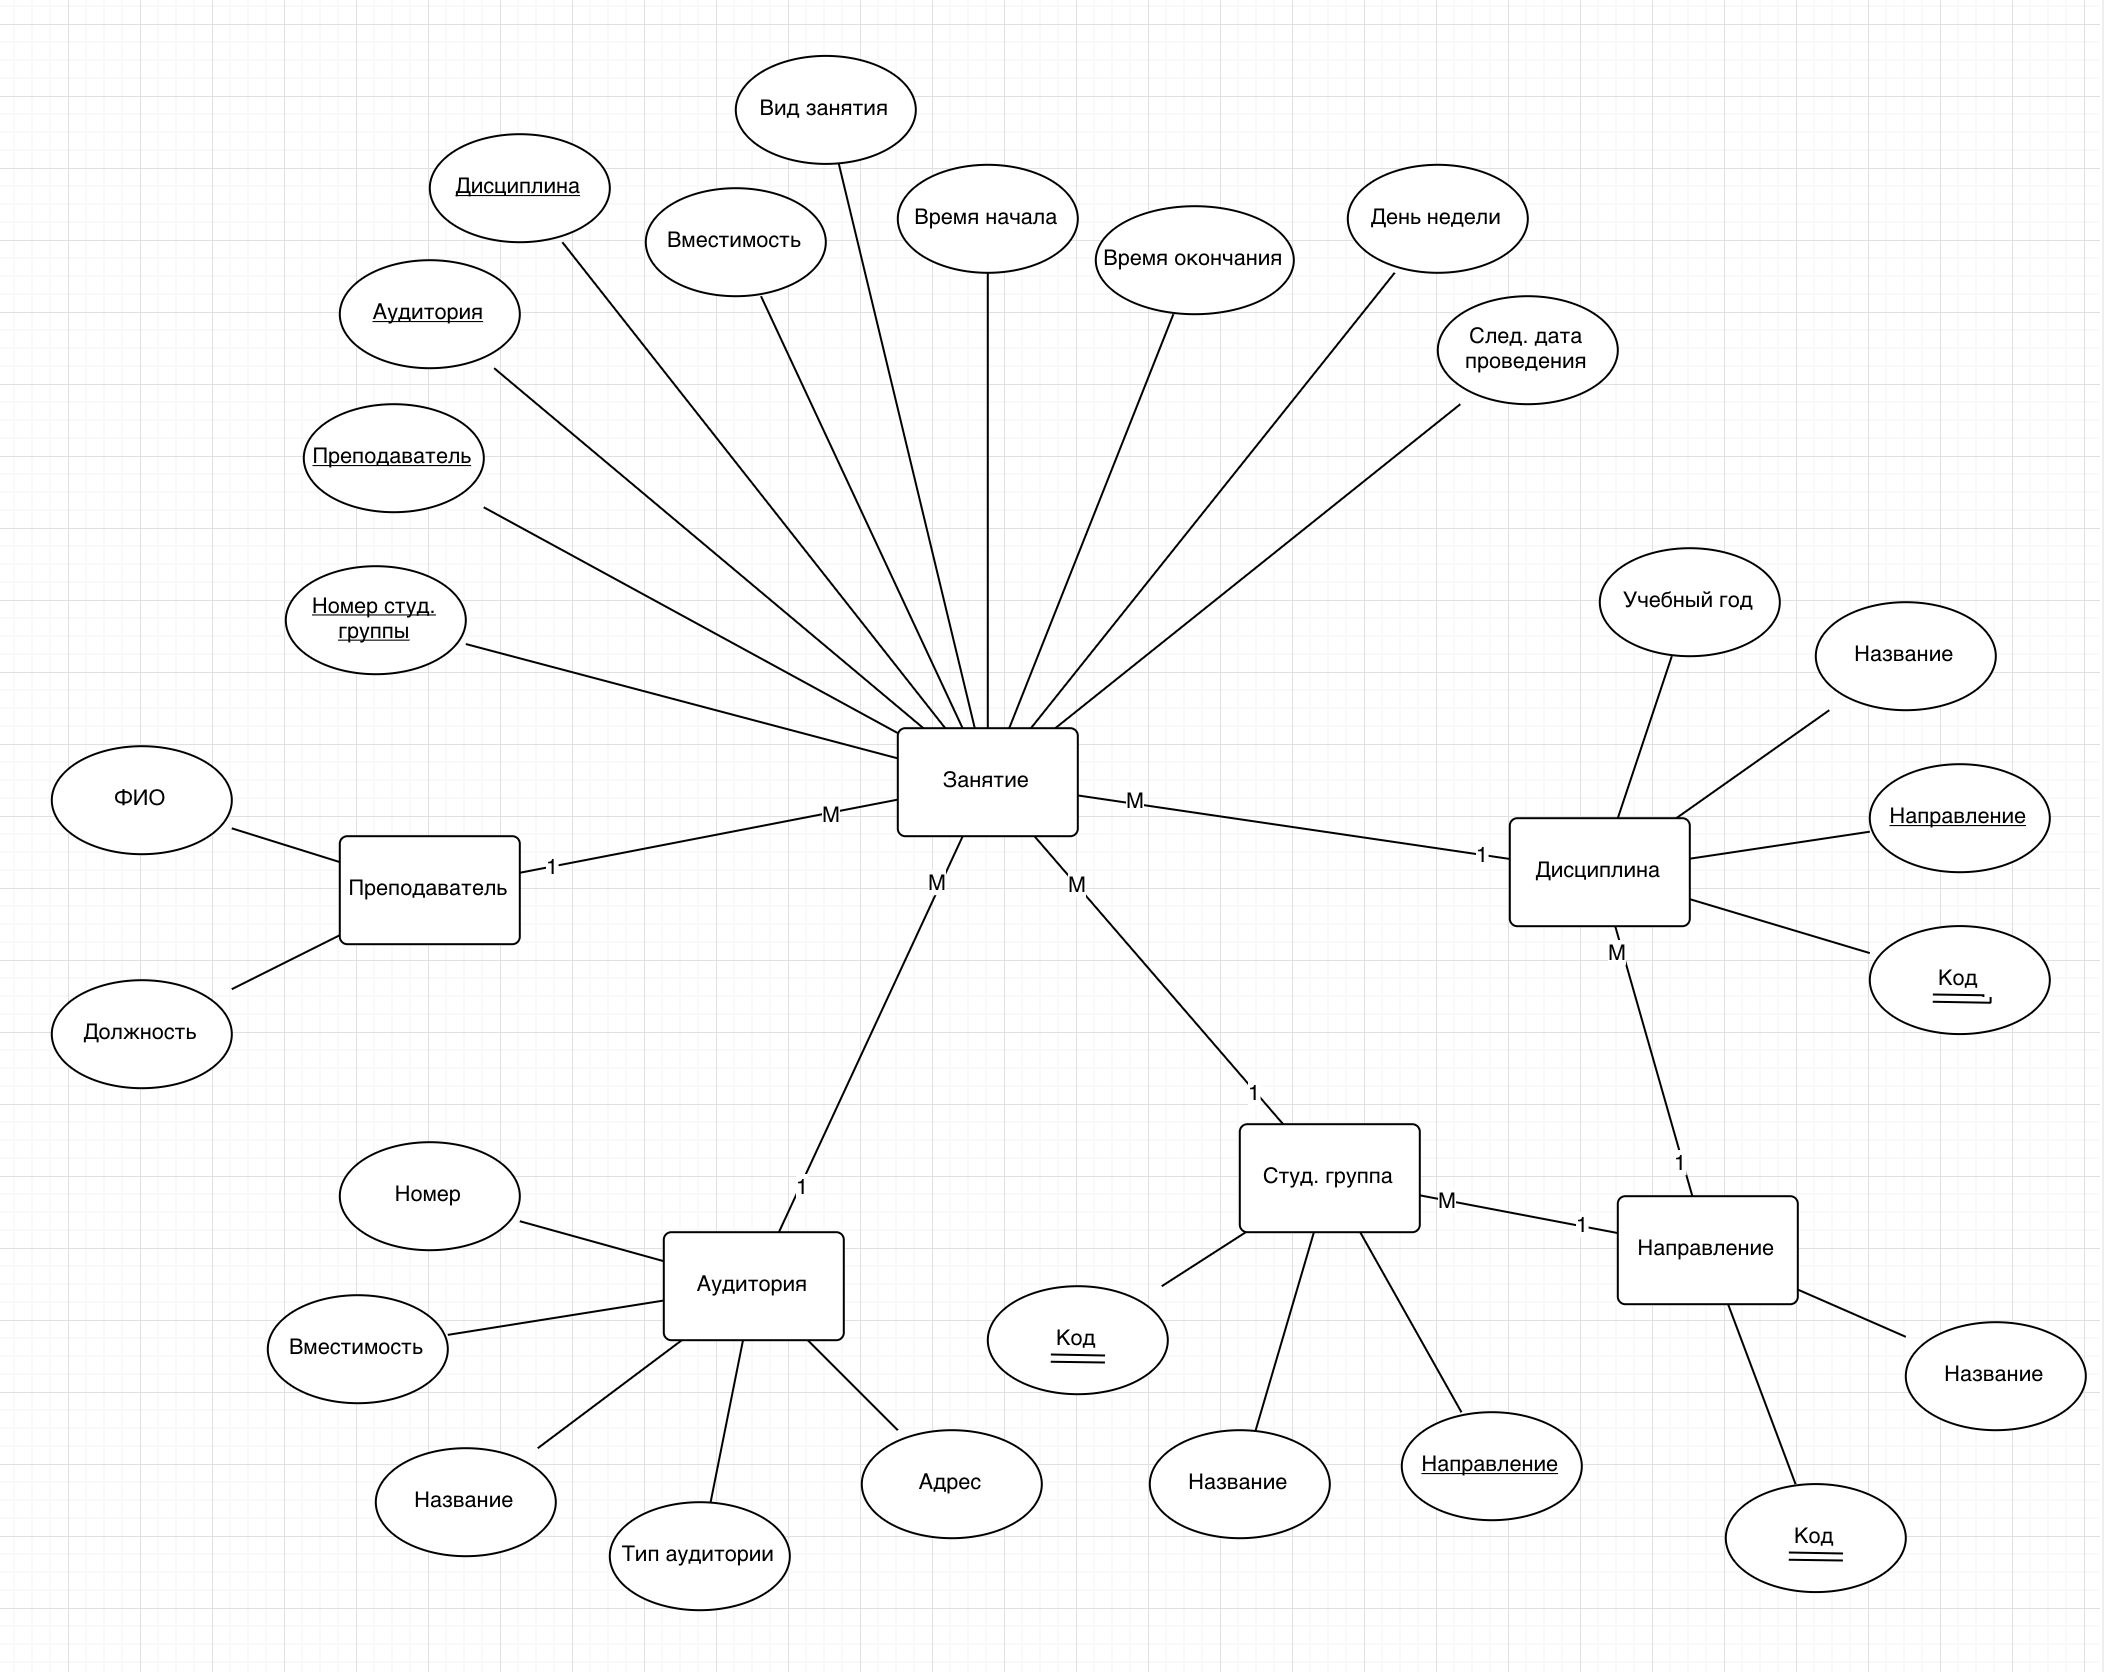 Вид занятия
Дисциплина
Вместимость
Время начала
Время окончания
День недели
Аудитория
След. дата
проведения
Преподаватель
Номер студ.
группы
Учебный год
Название
Занятие
ФИО
М
М
1
1
Преподаватель
Дисциплина
Направление
М
М
М
Код
Должность
1
1
1
Номер
Студ. группа
М
1
Направление
Аудитория
Вместимость
Код
Название
Название
Тип аудитории
Адрес
Название
Направление
Код